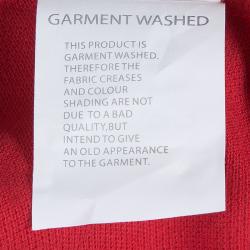 GARMENT WASHED
THIS PRODUCT IS
GARMENT WASHED.
THEREFORE THE
FABRIC CREASES
AND COLOUR
SHADING ARE NOT
DUE TO A BAD
QUALITY,BUT
INTEND TO GIVE
AN OLD APPEARANCE
TO THE GARMENT.